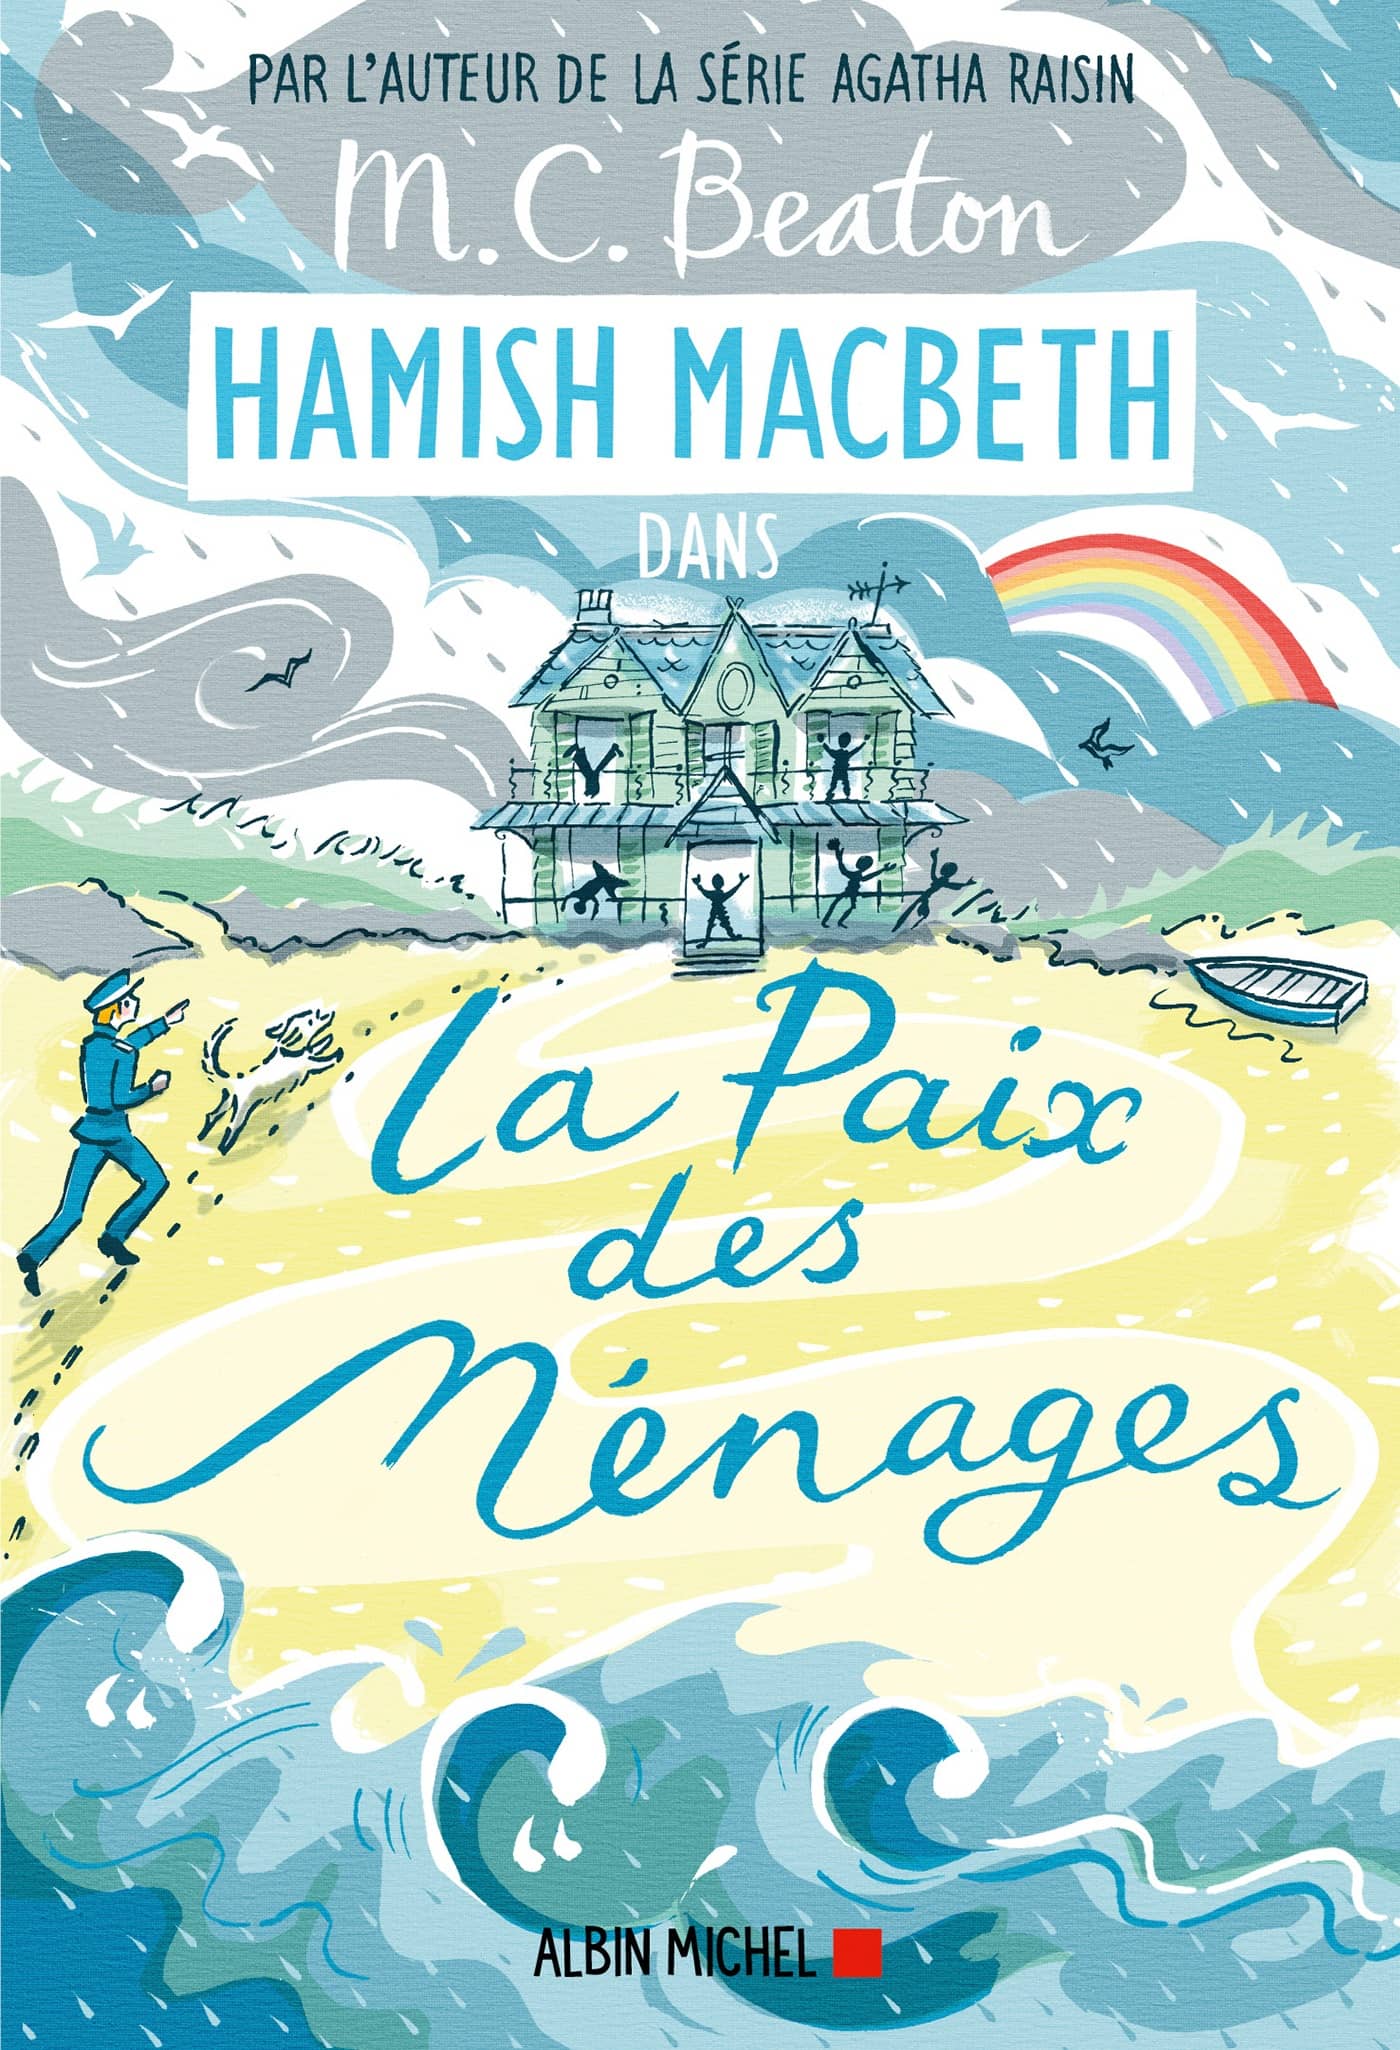 PAR L'AUTEUR DE LA SÉRIE AGATHA RAISIN
M.C. Beaton
HAMISH MACBETH
DANS
La Paix
des
Ménages
ALBIN MICHEL